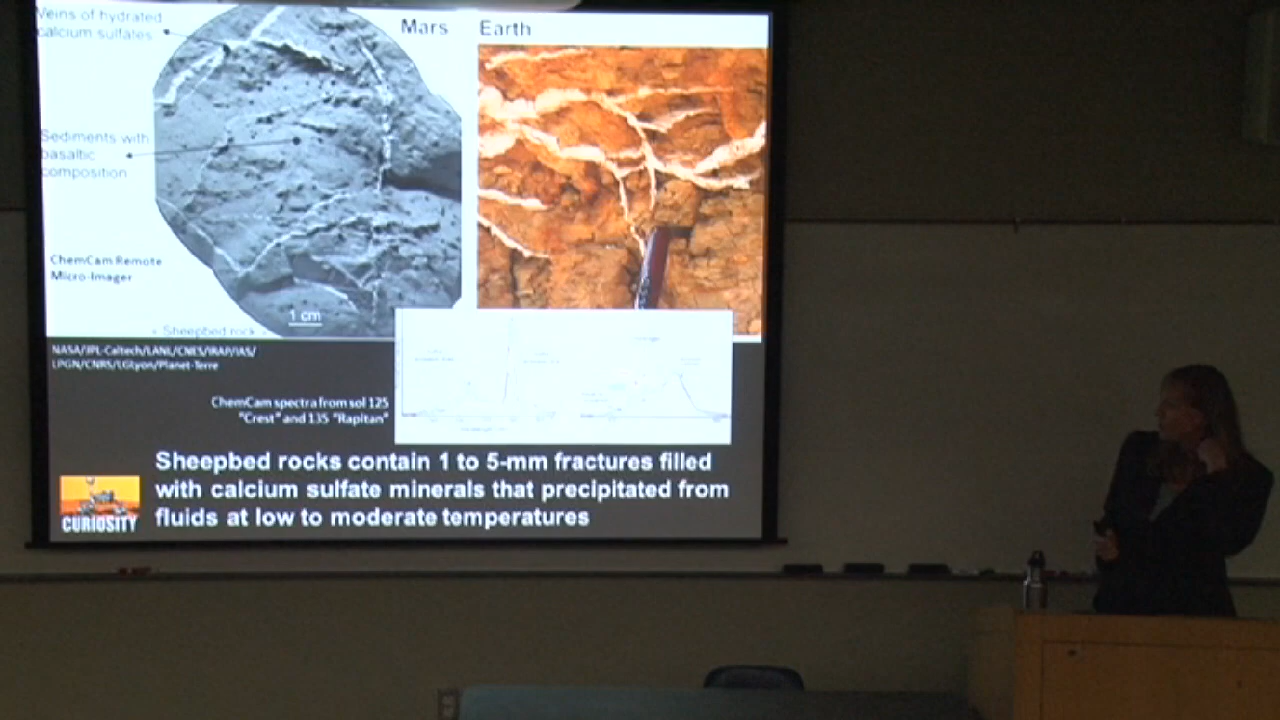 Veins of hydrated
calcium sulfates
Mars
Earth
Sediments with
basaltic
composition
ChemCam Remote
Micro-Imager
1 cm
Sheepbed rock
NASA/JPL-Caltech/LANL/CNES/IRAP/IAS/
LPGN/CNRS/LGLyon/Planet-Terre
ChemCam spectra from sol 125
"Crest" and 135 "Rapitan"
Sheepbed rocks contain 1 to 5-mm fractures filled
with calcium sulfate minerals that precipitated from
fluids at low to moderate temperatures
CURIOSITY